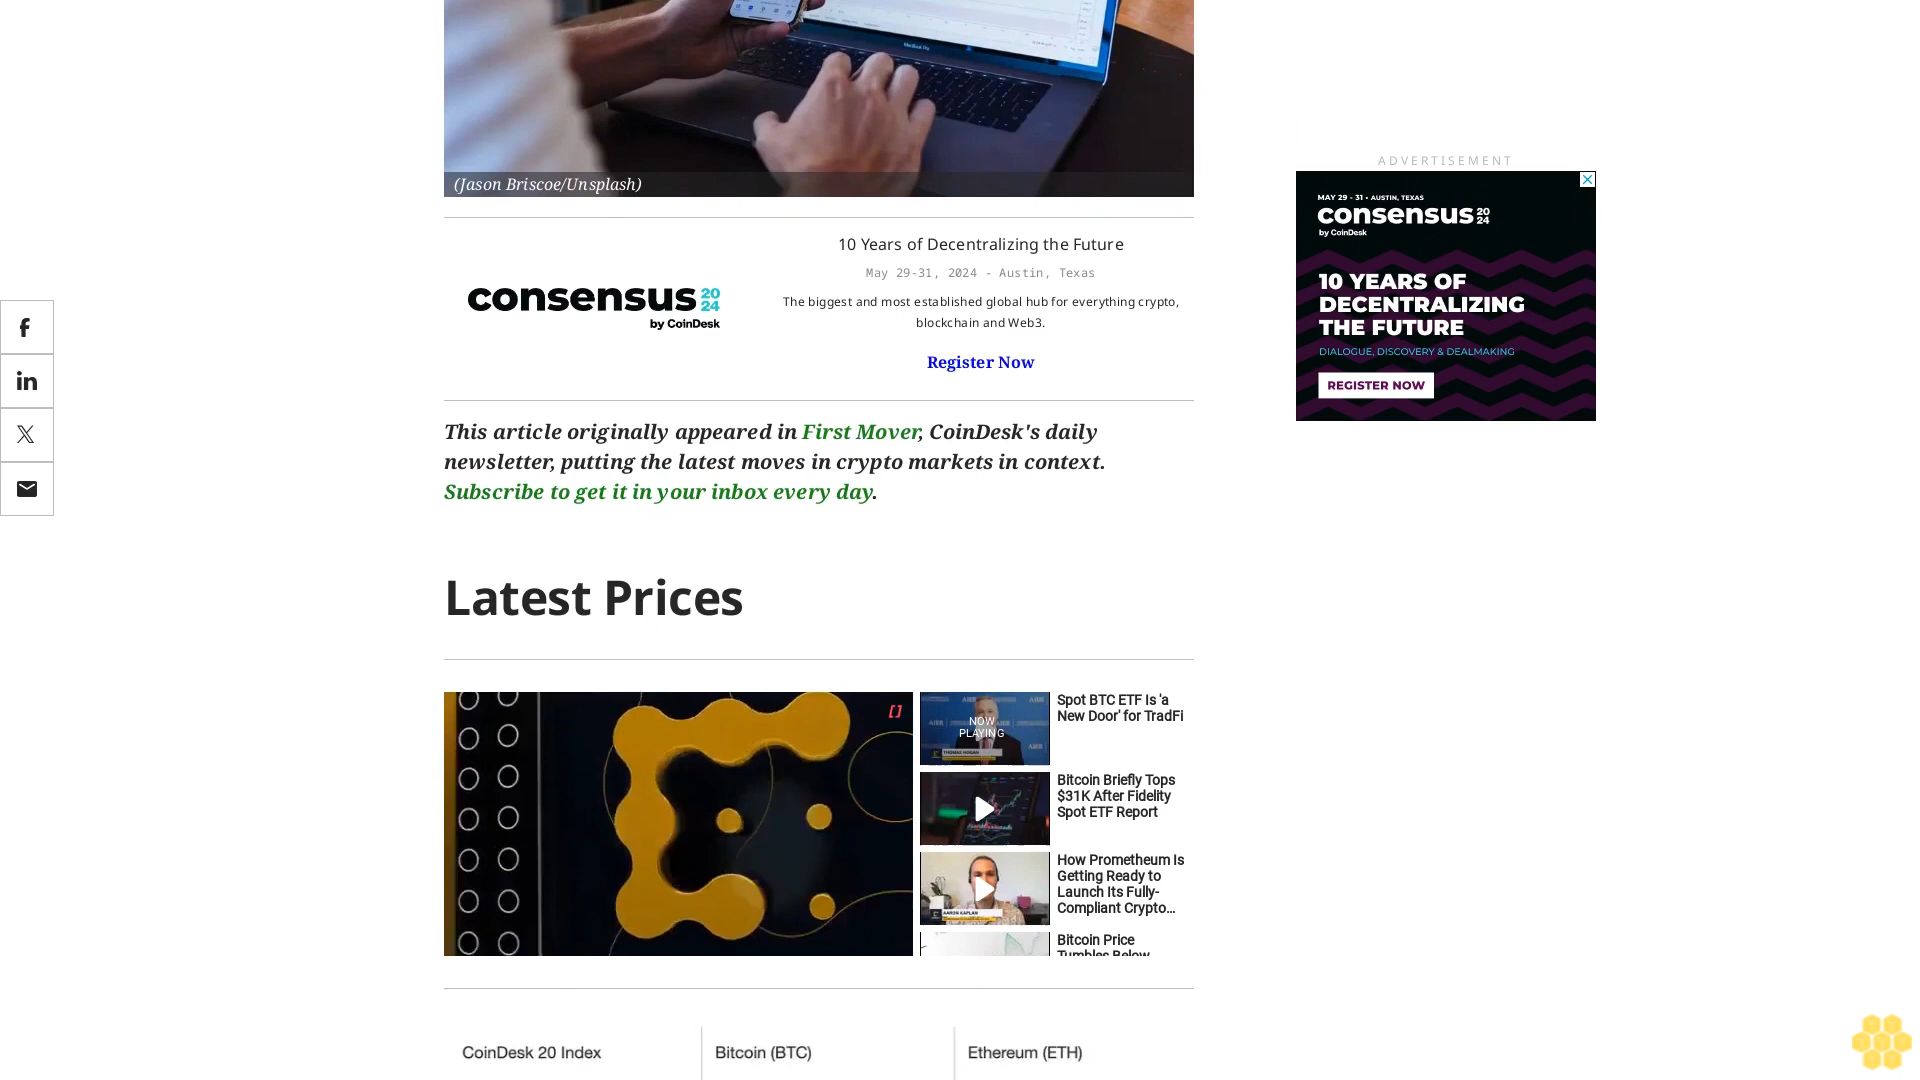 (Jason Briscoe/Unsplash)
consensus 2024
by CoinDesk
10 Years of Decentralizing the Future
May 29-31, 2024 - Austin, Texas
The biggest and most established global hub for everything crypto,
blockchain and Web3.
Register Now
This article originally appeared in First Mover, CoinDesk's daily
newsletter, putting the latest moves in crypto markets in context.
Subscribe to get it in your inbox every day.
Latest Prices
NOW
PLAYING
THOMAS HOGAN
Spot BTC ETF Is 'a
New Door' for TradFi
Bitcoin Briefly Tops
$31K After Fidelity
Spot ETF Report
AARON KAPLAN
How Prometheum Is
Getting Ready to
Launch Its Fully-
Compliant Crypto...
Bitcoin Price
Tumbles Below
CoinDesk 20 Index
Bitcoin (BTC)
Ethereum (ETH)
ADVERTISEMENT
MAY 29 - 31 • AUSTIN, TEXAS
consensus 2024
by CoinDesk
10 YEARS OF
DECENTRALIZING
THE FUTURE
DIALOGUE, DISCOVERY & DEALMAKING
REGISTER NOW